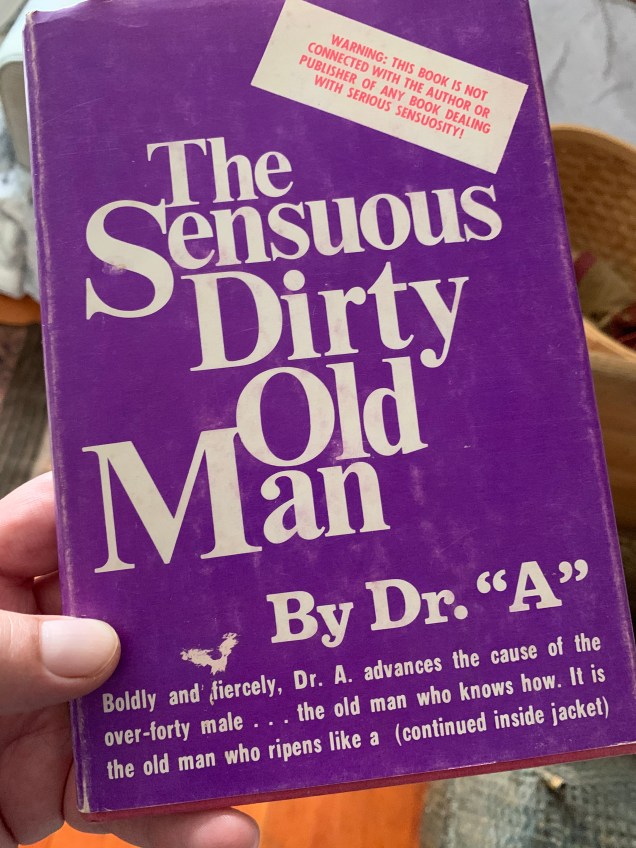 WARNING: THIS BOOK IS NOT
CONNECTED WITH THE AUTHOR OR
PUBLISHER OF ANY BOOK DEALING
WITH SERIOUS SENSUOSITY!
The
Sensuous
Dirty
Old
Man
By Dr. “A”
Boldly and fiercely, Dr. A. advances the cause of the
over-forty male . . . the old man who knows how. It is
the old man who ripens like a (continued inside jacket)